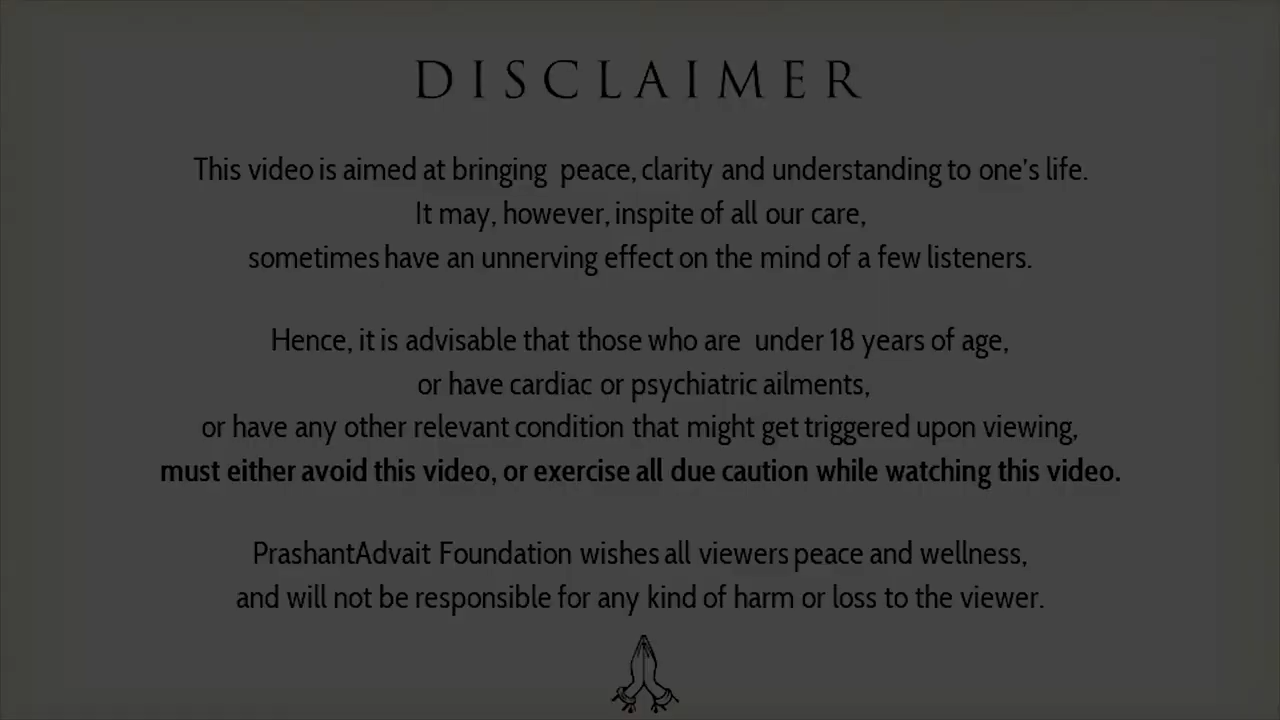 DISCLAIMER
This video is aimed at bringing peace, clarity and understanding to one's life.
It may, however, inspite of all our care,
sometimes have an unnerving effect on the mind of a few listeners.
Hence, it is advisable that those who are under 18 years of age,
or have cardiac or psychiatric ailments,
or have any other relevant condition that might get triggered upon viewing,
must either avoid this video, or exercise all due caution while watching this video.
PrashantAdvait Foundation wishes all viewers peace and wellness,
and will not be responsible for any kind of harm or loss to the viewer.